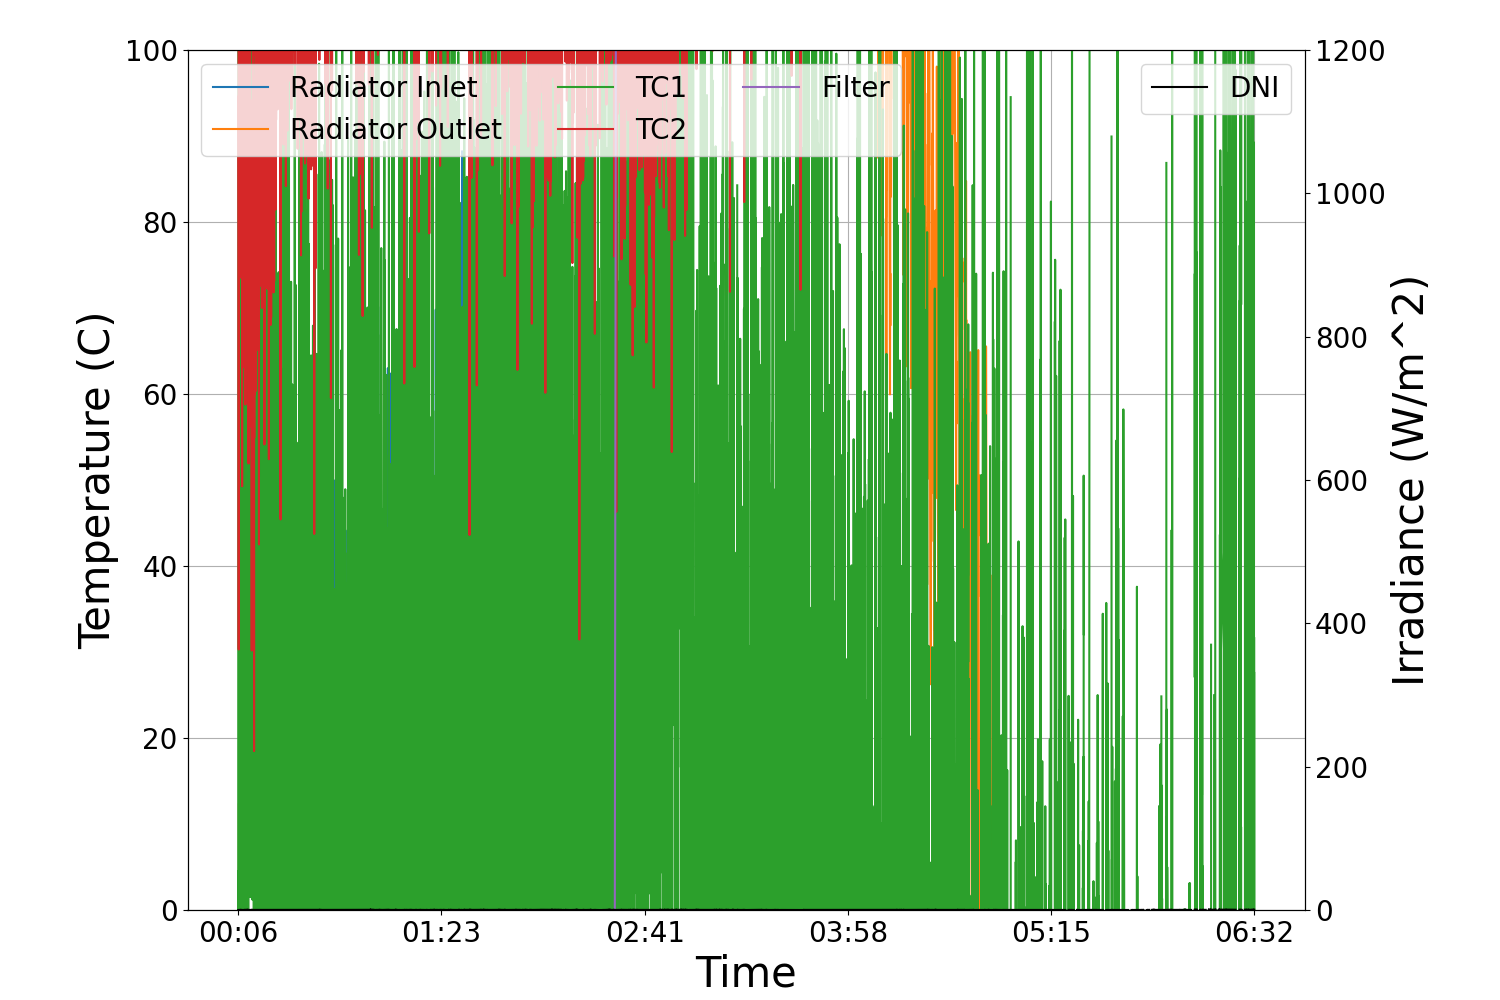 100
80
60
40
20
0
Temperature (C)
Radiator Inlet
Radiator Outlet
TC1
TC2
Filter
DNI
1200
1000
800
600
400
200
0
Irradiance (W/m^2)
00:06
01:23
02:41
03:58
05:15
06:32
Time